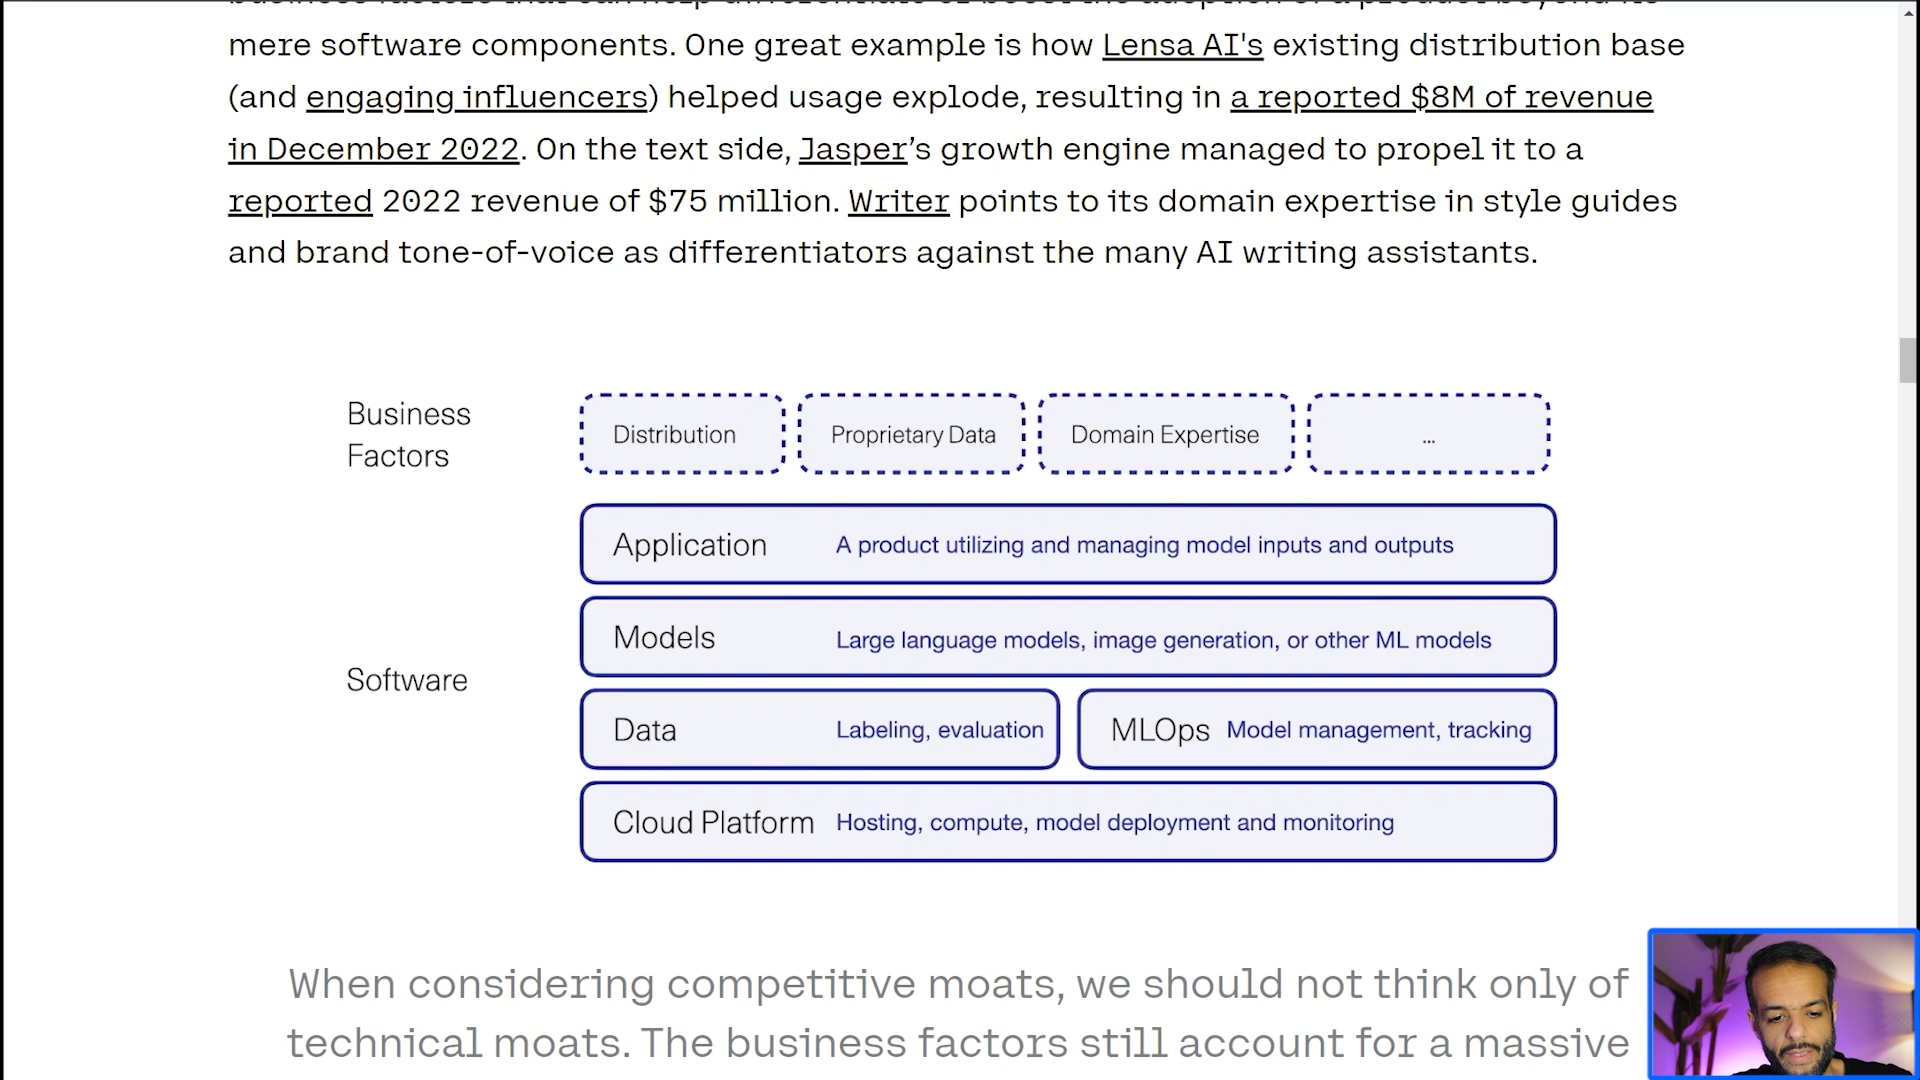 mere software components. One great example is how Lensa AI's existing distribution base
(and engaging influencers) helped usage explode, resulting in a reported $8M of revenue
in December 2022. On the text side, Jasper’s growth engine managed to propel it to a
reported 2022 revenue of $75 million. Writer points to its domain expertise in style guides
and brand tone-of-voice as differentiators against the many AI writing assistants.
Business
Factors
Distribution
Proprietary Data
Domain Expertise
...
Software
Application A product utilizing and managing model inputs and outputs
Models Large language models, image generation, or other ML models
Data Labeling, evaluation
MLOps Model management, tracking
Cloud Platform Hosting, compute, model deployment and monitoring
When considering competitive moats, we should not think only of
technical moats. The business factors still account for a massive